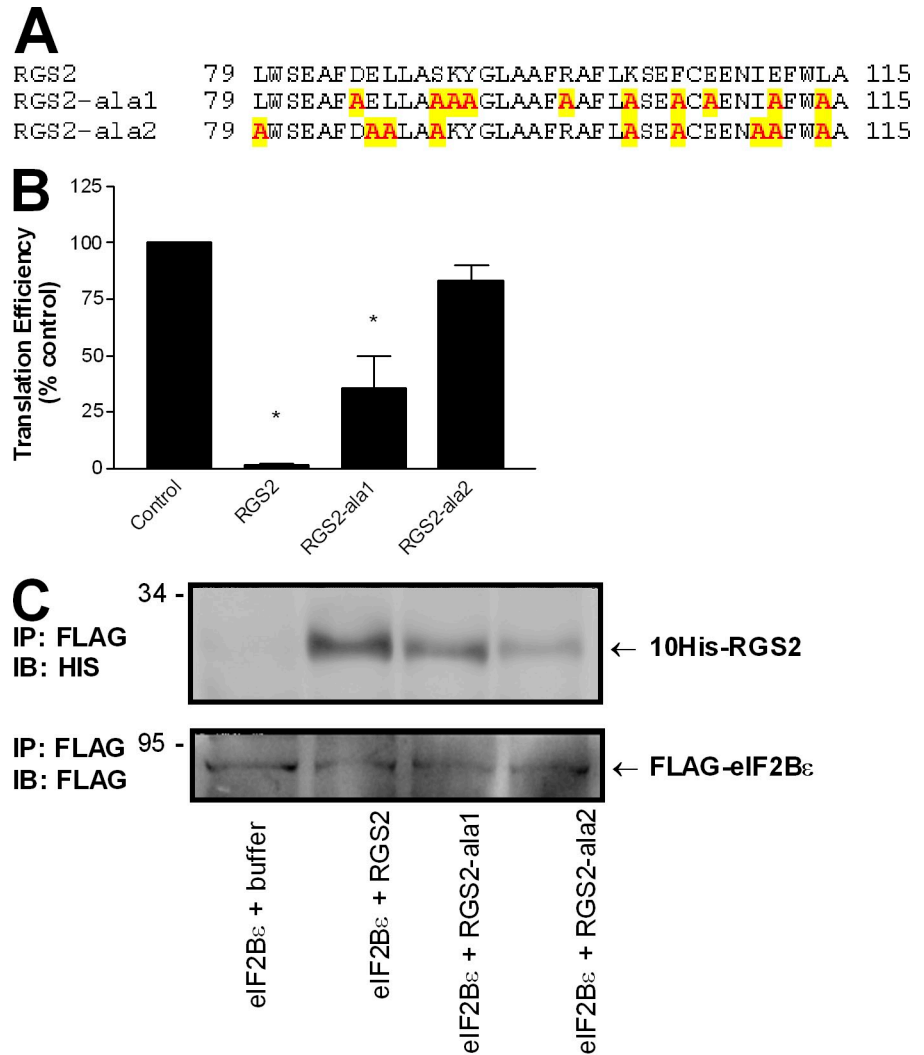 A
RGS2 79 LWSEAFDELLASKYGLAAFRAFLKSEFCEENIEFWLA 115
RGS2-ala1 79 LWSEAFAELLAAAAGLAAFAAFLASEACAENIAFWAA 115
RGS2-ala2 79 AWSEAFDAALAAKYGLAAFRAFLASEACEENAAFWAA 115
B
Translation Efficiency
(% control)
125
100
75
50
25
0
*
*
Control
RGS2
RGS2-ala1
RGS2-ala2
C
34 -
IP: FLAG
IB: HIS
← 10His-RGS2
95 -
IP: FLAG
IB: FLAG
← FLAG-eIF2Bε
eIF2Bε + buffer
eIF2Bε + RGS2
eIF2Bε + RGS2-ala1
eIF2Bε + RGS2-ala2